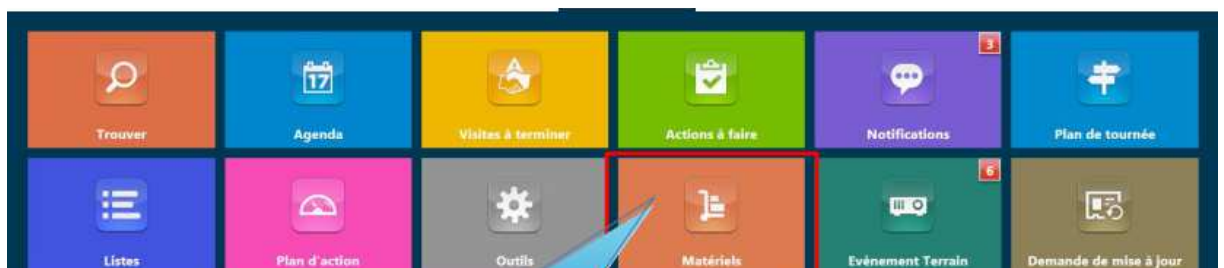 3
17
Trouver Agenda Visites à terminer Actions à faire Notifications Plan de tournée
6
Listes Plan d'action Outils Matériels Evènement Terrain Demande de mise à jour